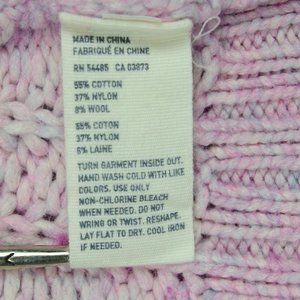 MADE IN CHINA
FABRIQUÉ EN CHINE
RN 54485 CA 03873
55% COTTON
37% NYLON
8% WOOL
55% COTON
37% NYLON
8% LAINE
TURN GARMENT INSIDE OUT.
HAND WASH COLD WITH LIKE
COLORS. USE ONLY
NON-CHLORINE BLEACH
WHEN NEEDED. DO NOT
WRING OR TWIST. RESHAPE.
LAY FLAT TO DRY. COOL IRON
IF NEEDED.